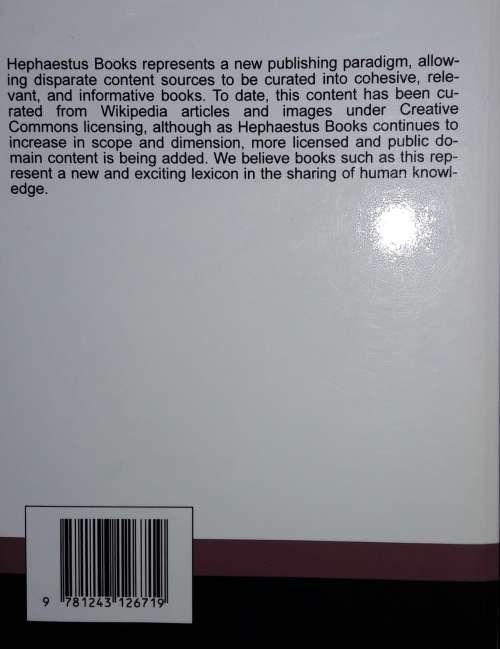 Hephaestus Books represents a new publishing paradigm, allow-
ing disparate content sources to be curated into cohesive, rele-
vant, and informative books. To date, this content has been cu-
rated from Wikipedia articles and images under Creative
Commons licensing, although as Hephaestus Books continues to
increase in scope and dimension, more licensed and public do-
main content is being added. We believe books such as this rep-
resent a new and exciting lexicon in the sharing of human knowl-
edge.
9 781243 126719